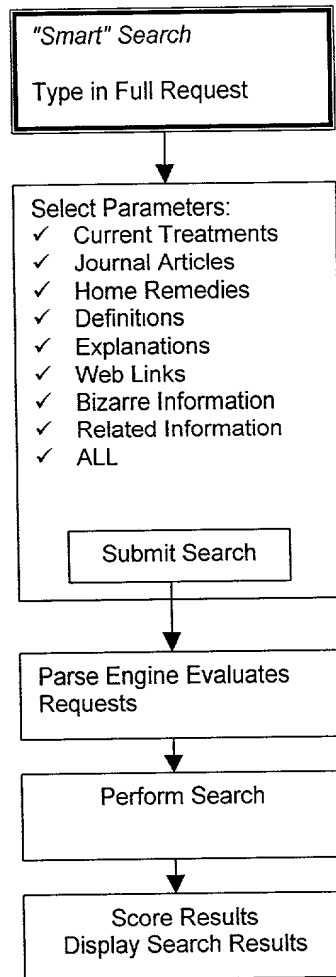 "Smart" Search
Type in Full Request
Select Parameters:
✓ Current Treatments
✓ Journal Articles
✓ Home Remedies
✓ Definitions
✓ Explanations
✓ Web Links
✓ Bizarre Information
✓ Related Information
✓ ALL
Submit Search
Parse Engine Evaluates
Requests
Perform Search
Score Results
Display Search Results